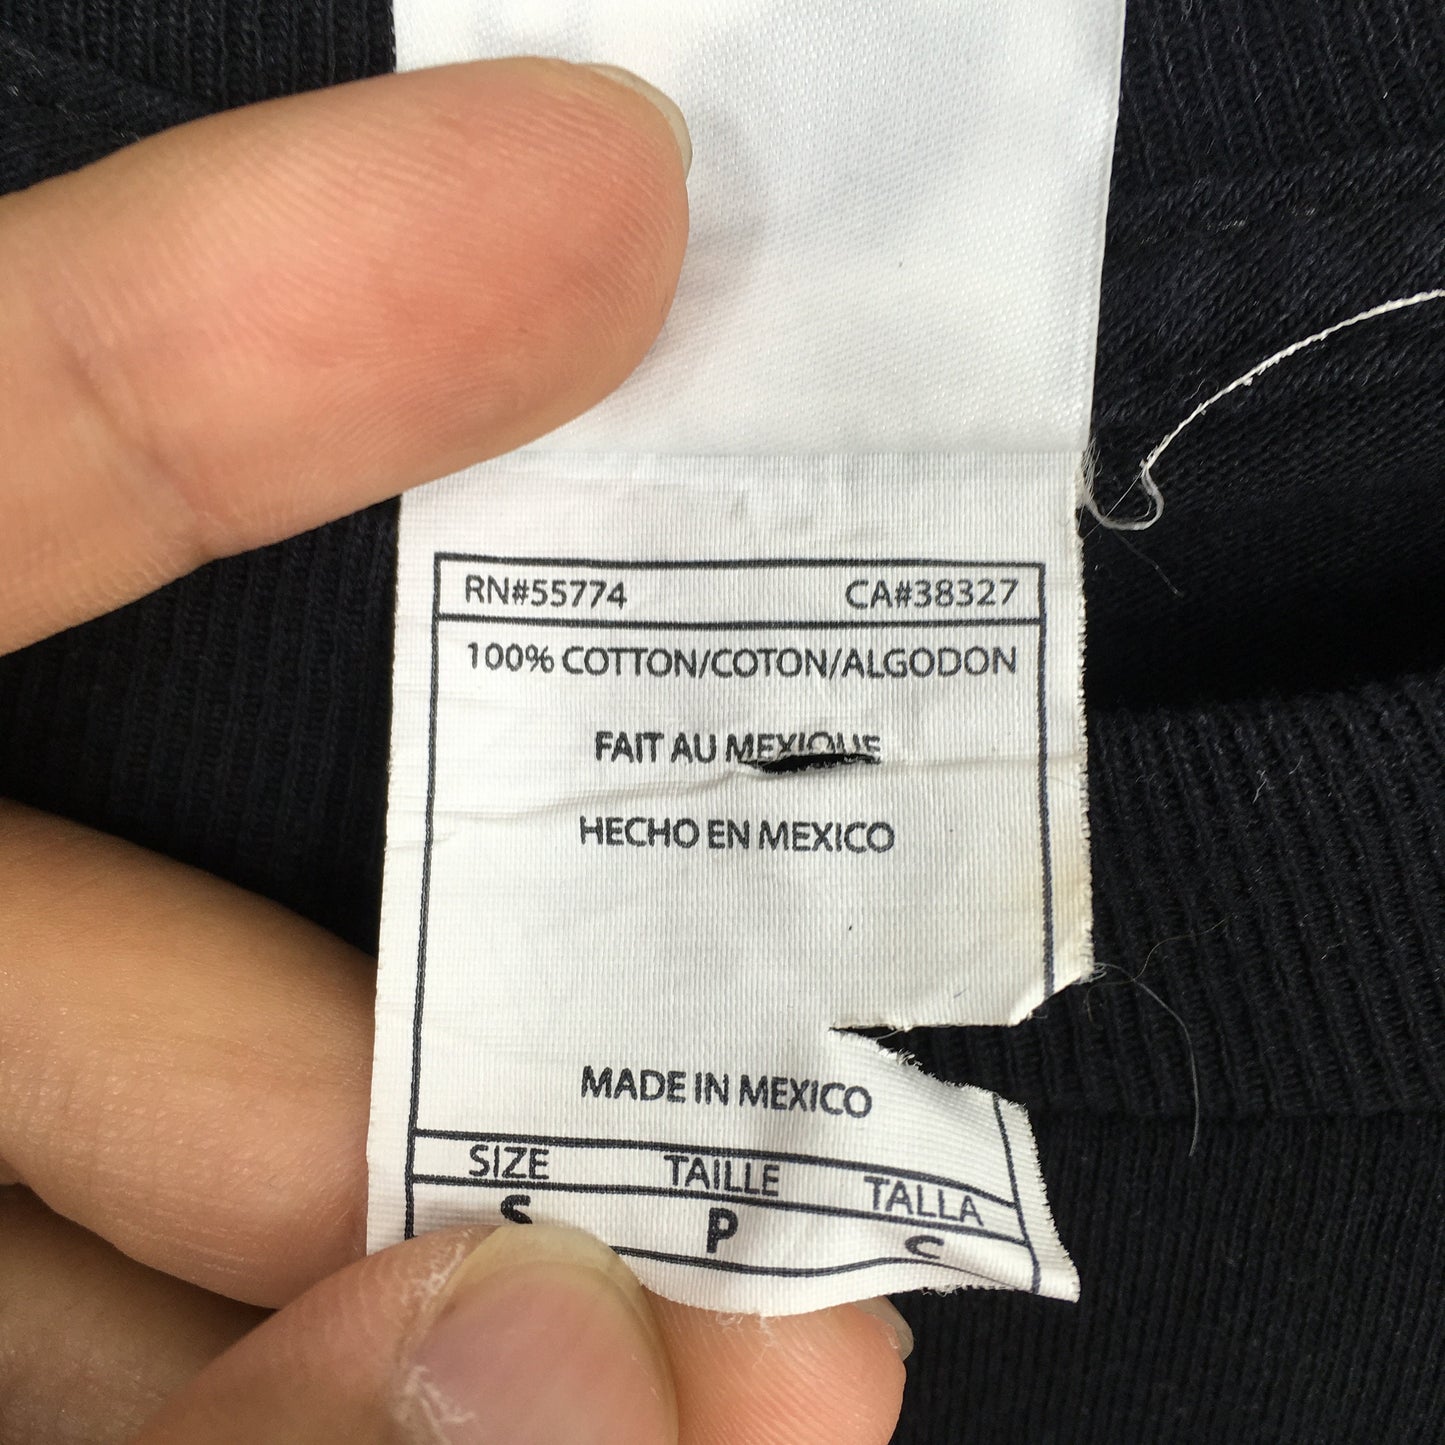 RN#55774 CA#38327
100% COTTON/COTON/ALGODON
FAIT AU MEXIQUE
HECHO EN MEXICO
MADE IN MEXICO
SIZE TAILLE TALLA
S P C